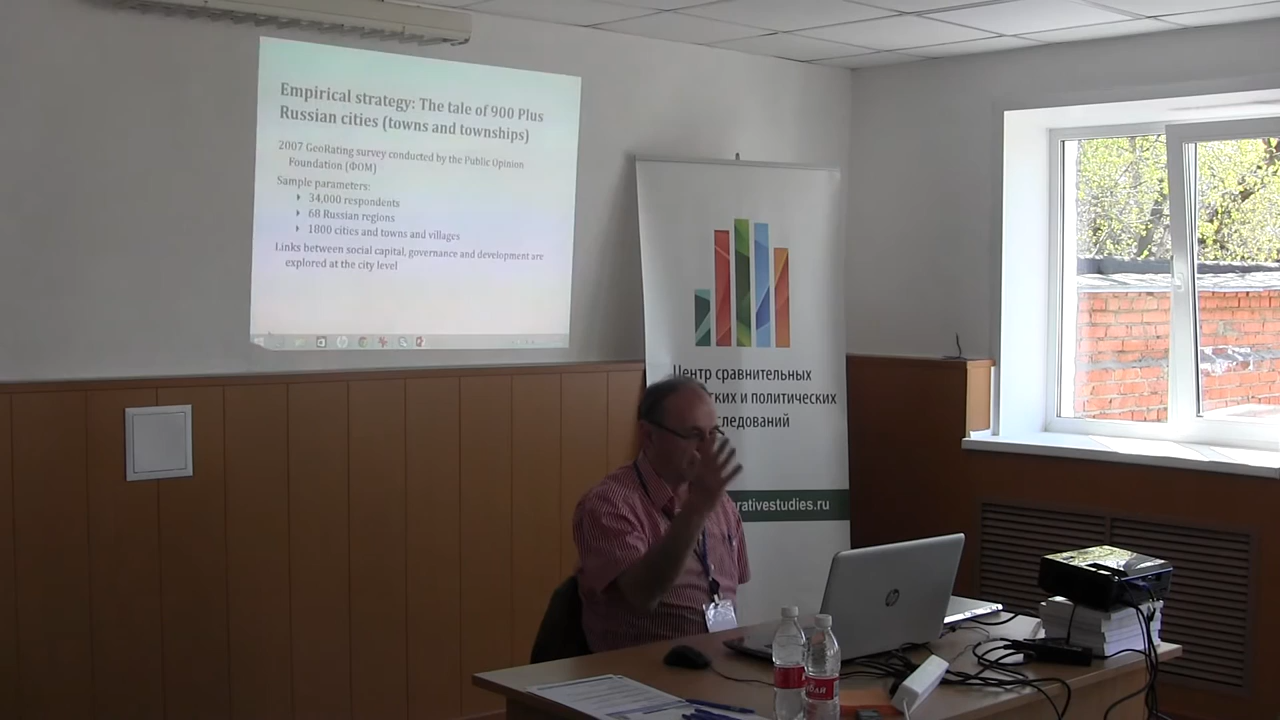 Empirical strategy: The tale of 900 Plus
Russian cities (towns and townships)
2007 GeoRating survey conducted by the Public Opinion
Foundation (ФОМ)
Sample parameters:
34,000 respondents
68 Russian regions
1800 cities and towns and villages
Links between social capital, governance and development are
explored at the city level
Центр сравнительных
ских и политических
следований
rativestudies.ru
hp